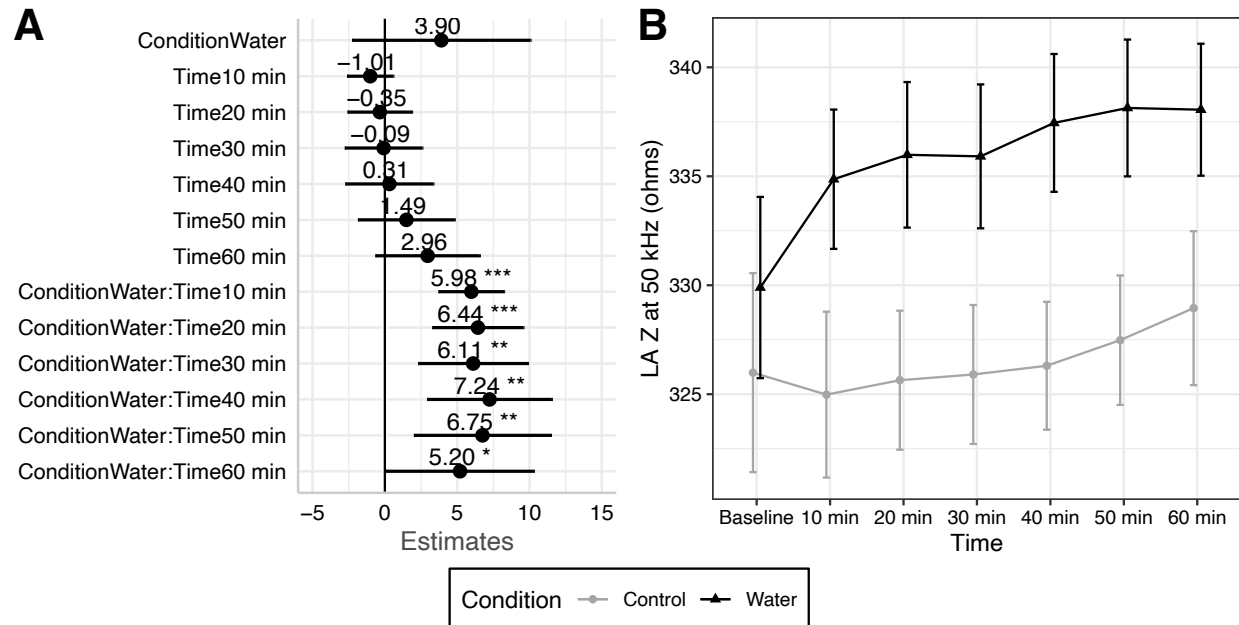 A
ConditionWater
3.90
Time10 min
−1.01
Time20 min
−0.35
Time30 min
−0.09
Time40 min
0.31
Time50 min
1.49
Time60 min
2.96
ConditionWater:Time10 min
5.98 ***
ConditionWater:Time20 min
6.44 ***
ConditionWater:Time30 min
6.11 **
ConditionWater:Time40 min
7.24 **
ConditionWater:Time50 min
6.75 **
ConditionWater:Time60 min
5.20 *
−5 0 5 10 15
Estimates
B
LA Z at 50 kHz (ohms)
340
335
330
325
Baseline 10 min 20 min 30 min 40 min 50 min 60 min
Time
Condition Control Water